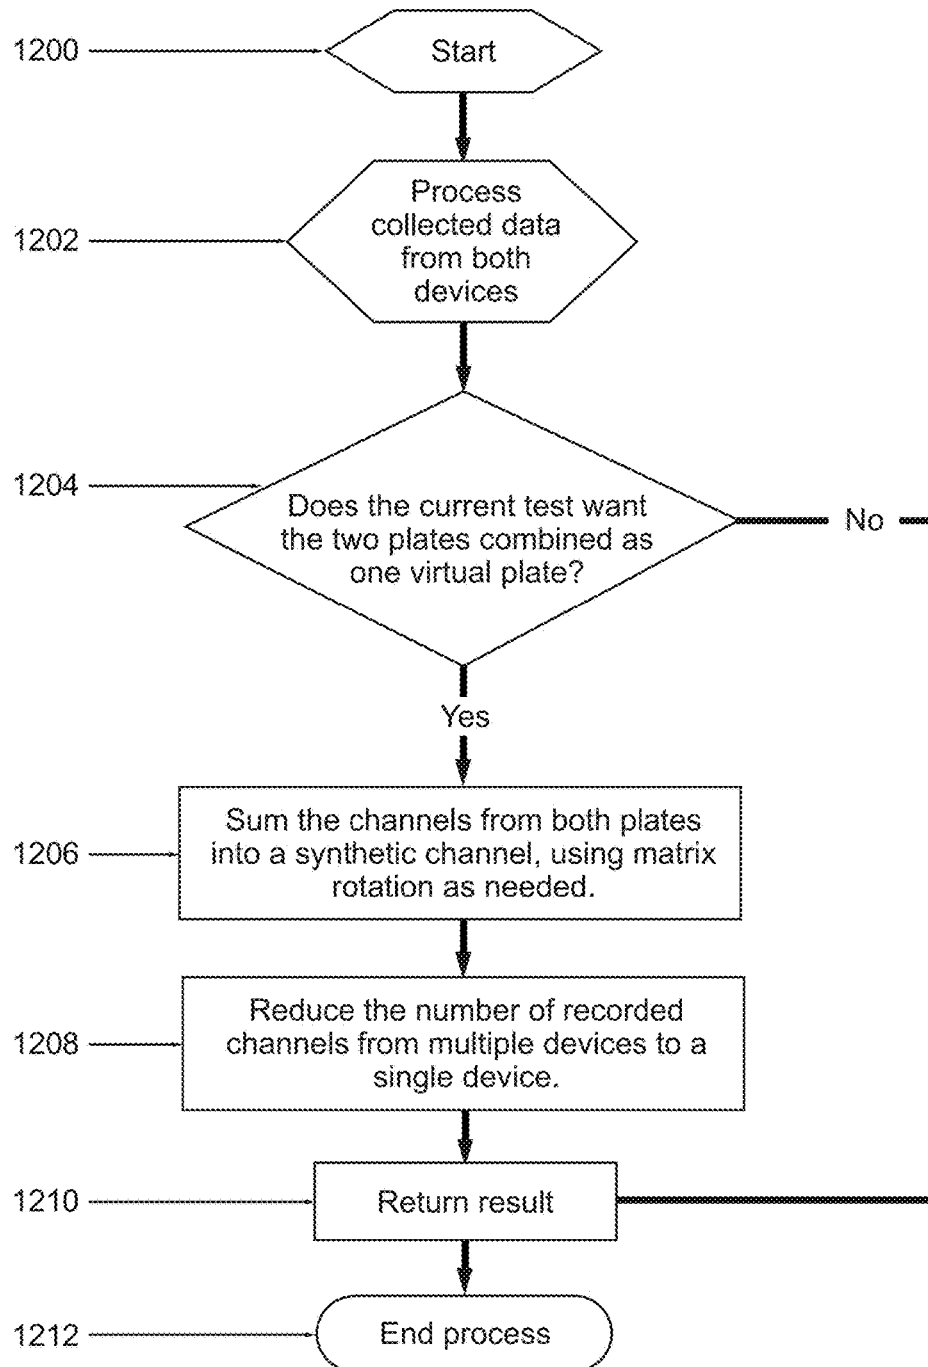 1200
Start
1202
Process
collected data
from both
devices
1204
Does the current test want
the two plates combined as
one virtual plate?
No
Yes
1206
Sum the channels from both plates
into a synthetic channel, using matrix
rotation as needed.
1208
Reduce the number of recorded
channels from multiple devices to a
single device.
1210
Return result
1212
End process